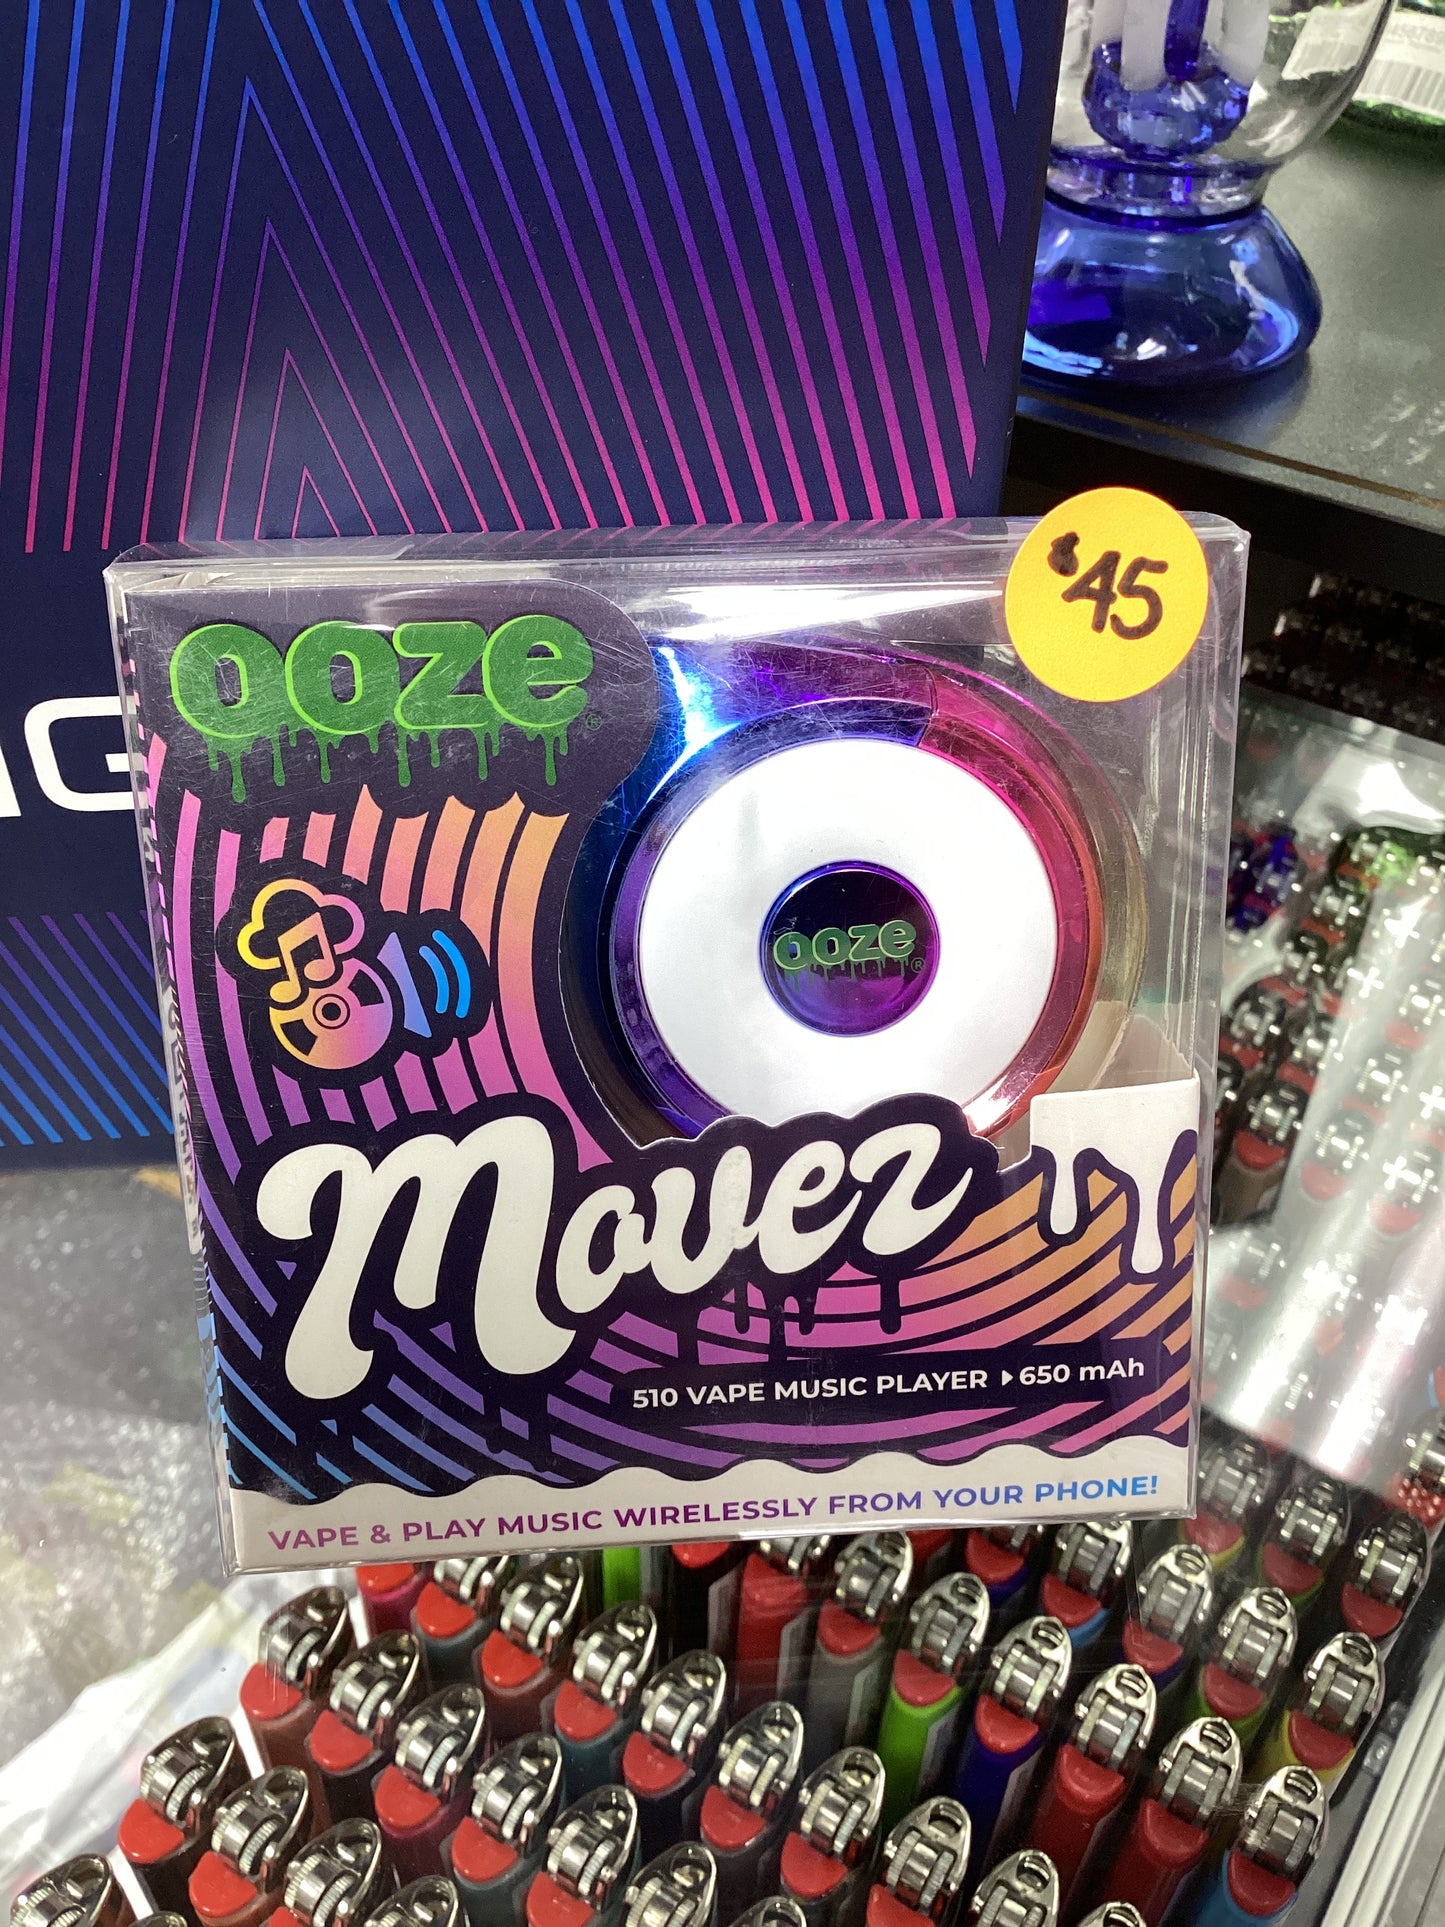 $45
ooze®
ooze®
Movez
510 VAPE MUSIC PLAYER ▶ 650 mAh
VAPE & PLAY MUSIC WIRELESSLY FROM YOUR PHONE!